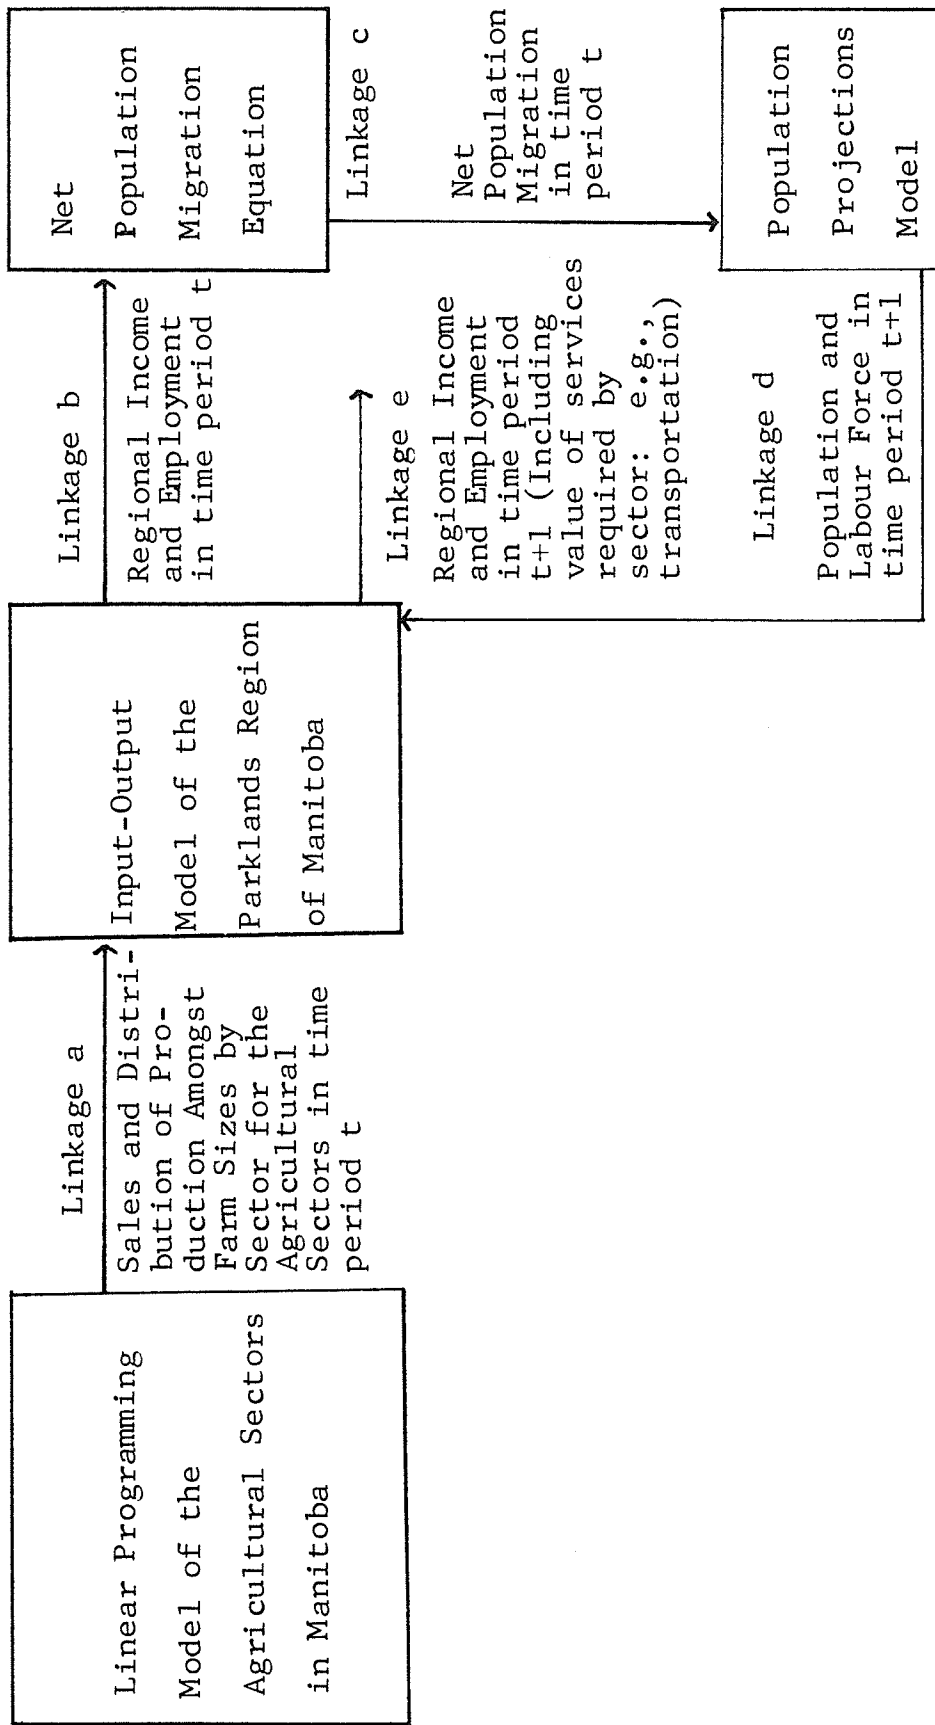 Linear Programming
Model of the
Agricultural Sectors
in Manitoba
Linkage a
Sales and Distri-
bution of Pro-
duction Amongst
Farm Sizes by
Sector for the
Agricultural
Sectors in time
period t
Input-Output
Model of the
Parklands Region
of Manitoba
Linkage b
Regional Income
and Employment
in time period t
Net
Population
Migration
Equation
Linkage c
Net
Population
Migration
in time
period t
Linkage e
Regional Income
and Employment
in time period
t+1 (Including
value of services
required by
sector: e.g.,
transportation)
Linkage d
Population and
Labour Force in
time period t+1
Population
Projections
Model